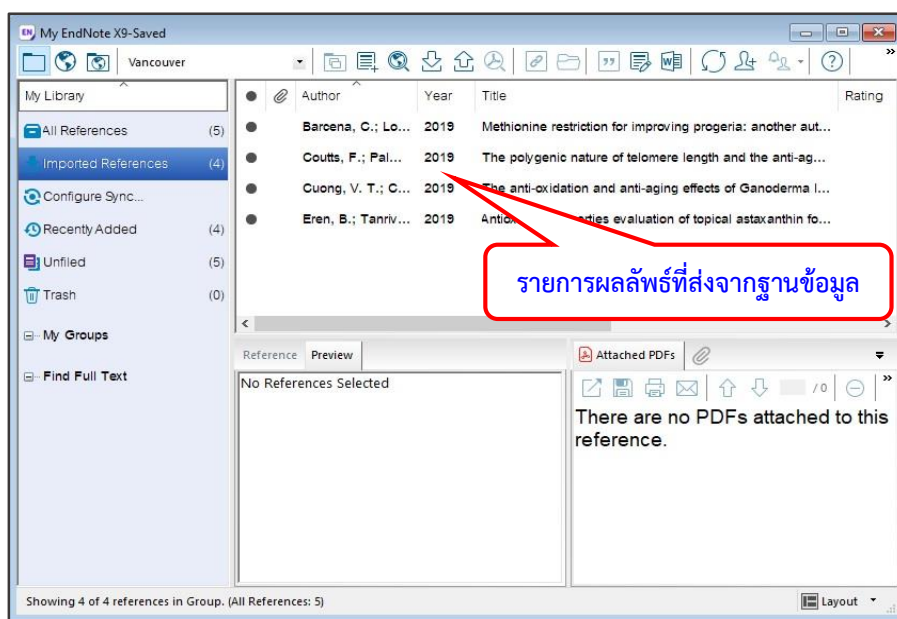 EN My EndNote X9-Saved
Vancouver
My Library
All References (5)
Imported References (4)
Configure Sync...
Recently Added (4)
Unfiled (5)
Trash (0)
My Groups
Find Full Text
Author Year Title Rating
Barcena, C.; Lo... 2019 Methionine restriction for improving progeria: another aut...
Coutts, F.; Pal... 2019 The polygenic nature of telomere length and the anti-ag...
Cuong, V. T.; C... 2019 The anti-oxidation and anti-aging effects of Ganoderma l...
Eren, B.; Tanriv... 2019 evaluation of topical astaxanthin fo...
รายการผลลัพธ์ที่ส่งจากฐานข้อมูล
Reference Preview
No References Selected
Attached PDFs
/ 0
There are no PDFs attached to this
reference.
Showing 4 of 4 references in Group. (All References: 5)
Layout